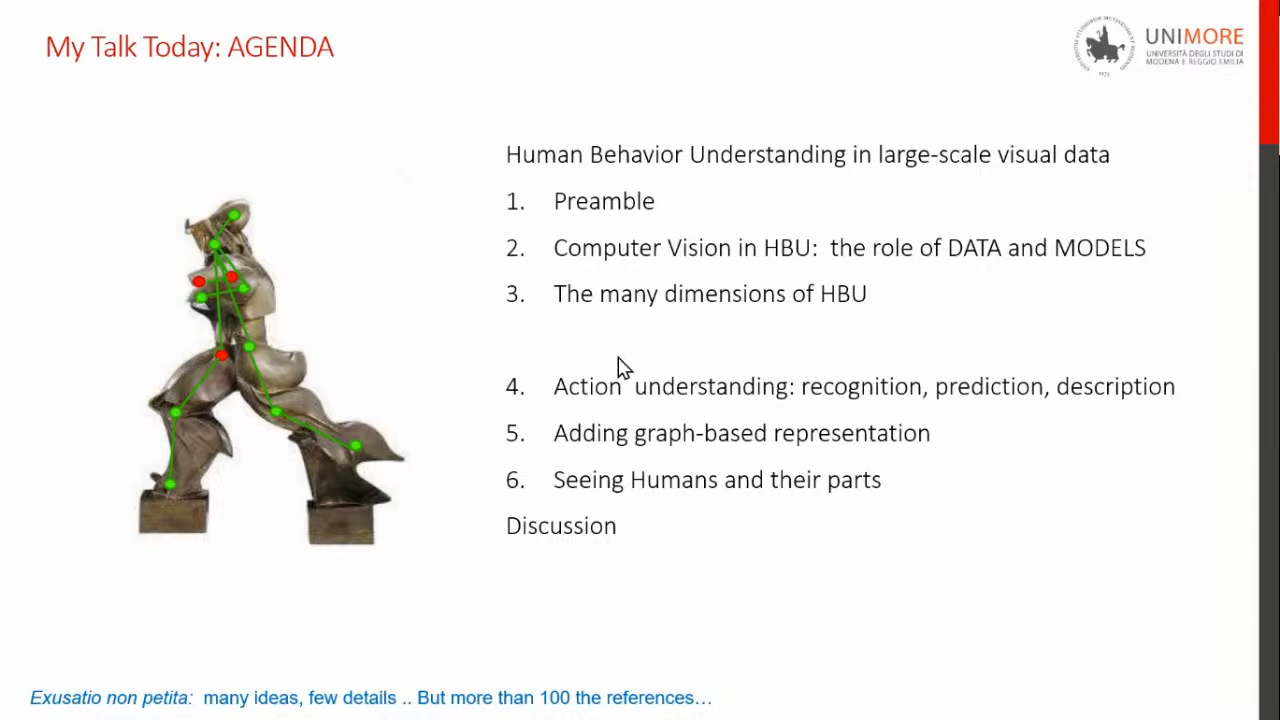 My Talk Today: AGENDA
UNIMORE
UNIVERSITÀ DEGLI STUDI DI
MODENA E REGGIO EMILIA
1175
Human Behavior Understanding in large-scale visual data
1. Preamble
2. Computer Vision in HBU: the role of DATA and MODELS
3. The many dimensions of HBU
4. Action understanding: recognition, prediction, description
5. Adding graph-based representation
6. Seeing Humans and their parts
Discussion
Exusatio non petita: many ideas, few details .. But more than 100 the references…